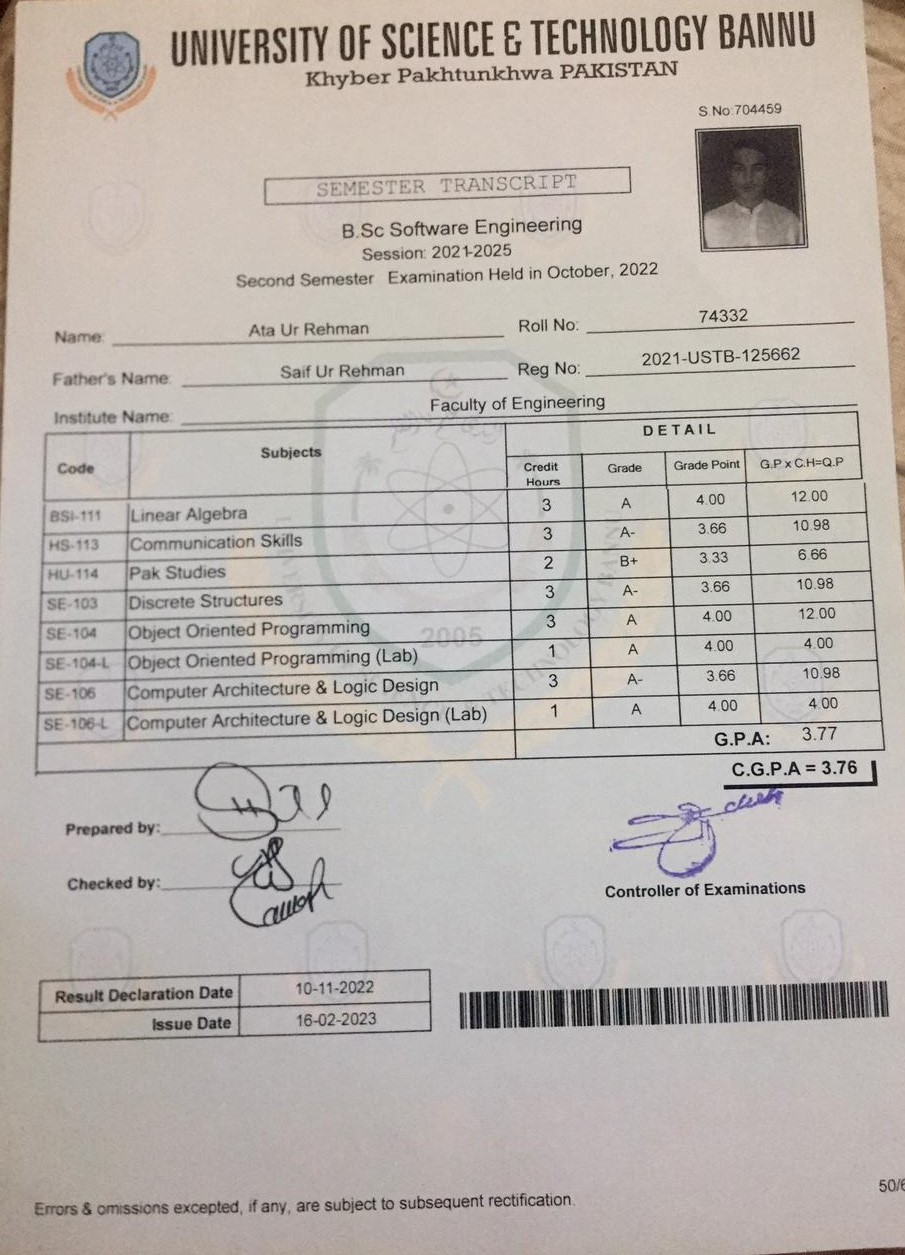 UNIVERSITY OF SCIENCE & TECHNOLOGY BANNU
Khyber Pakhtunkhwa PAKISTAN
S.No:704459
SEMESTER TRANSCRIPT
B.Sc Software Engineering
Session: 2021-2025
Second Semester Examination Held in October, 2022
Name: Ata Ur Rehman Roll No: 74332
Father's Name: Saif Ur Rehman Reg No: 2021-USTB-125662
Institute Name: Faculty of Engineering
Code Subjects DETAIL
Credit Hours Grade Grade Point G.P x C.H=Q.P
BSI-111 Linear Algebra 3 A 4.00 12.00
HS-113 Communication Skills 3 A- 3.66 10.98
HU-114 Pak Studies 2 B+ 3.33 6.66
SE-103 Discrete Structures 3 A- 3.66 10.98
SE-104 Object Oriented Programming 3 A 4.00 12.00
SE-104-L Object Oriented Programming (Lab) 1 A 4.00 4.00
SE-106 Computer Architecture & Logic Design 3 A- 3.66 10.98
SE-106-L Computer Architecture & Logic Design (Lab) 1 A 4.00 4.00
G.P.A: 3.77
C.G.P.A = 3.76
2005
Prepared by:
Checked by:
Controller of Examinations
Result Declaration Date 10-11-2022
Issue Date 16-02-2023
50/6
Errors & omissions excepted, if any, are subject to subsequent rectification.